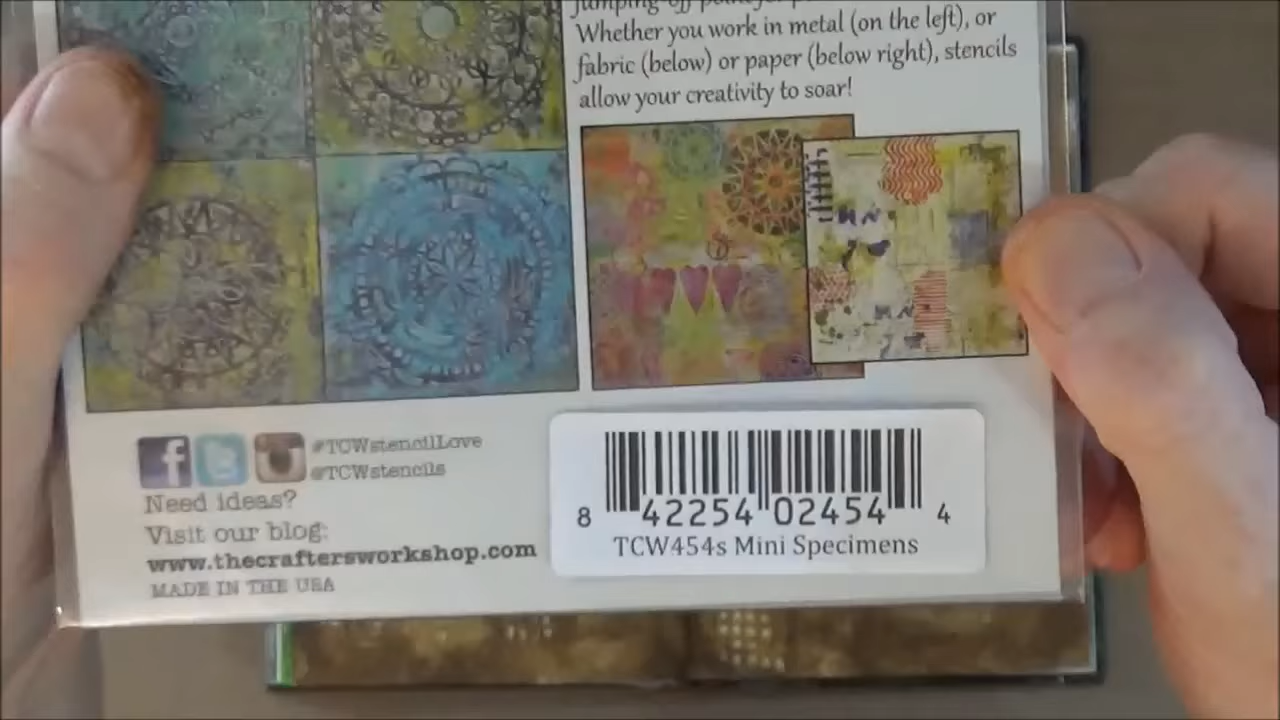 Whether you work in metal (on the left), or
fabric (below) or paper (below right), stencils
allow your creativity to soar!
#TCWstencilLove
@TCWstencils
Need ideas?
Visit our blog:
www.thecraftersworkshop.com
MADE IN THE USA
8 42254 02454 4
TCW454s Mini Specimens